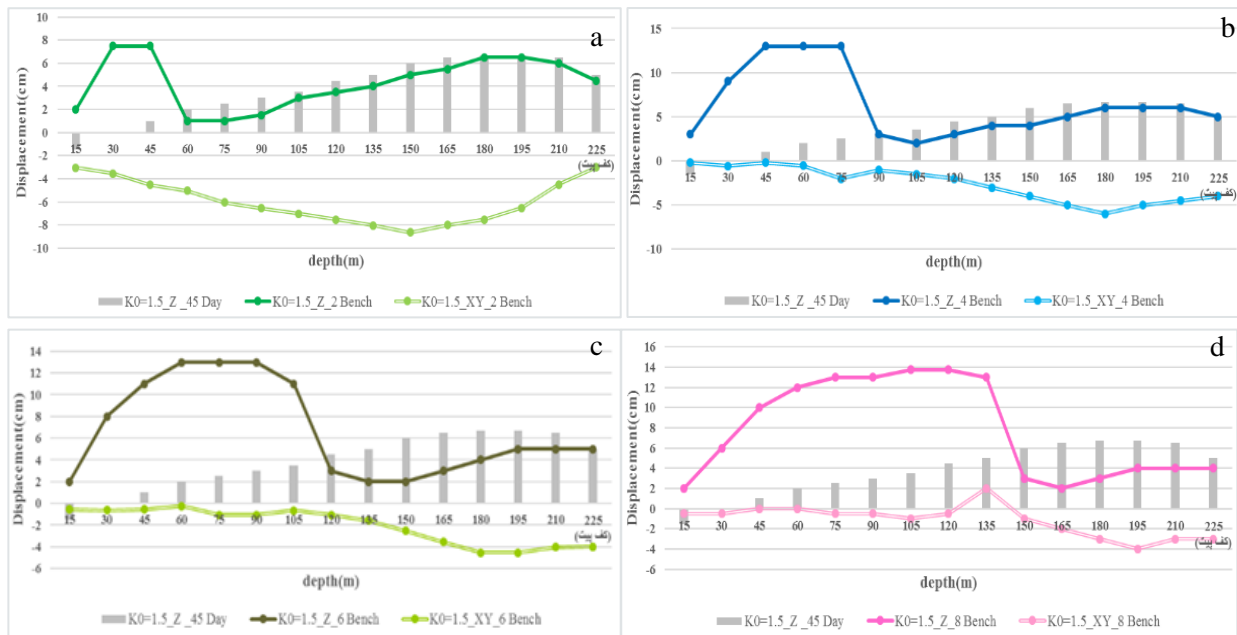 a
Displacement(cm)
10
8
6
4
2
0
-2
-4
-6
-8
-10
15 30 45 60 75 90 105 120 135 150 165 180 195 210 225
(کف پیت)
depth(m)
K0=1.5_Z _45 Day K0=1.5_Z_2 Bench K0=1.5_XY_2 Bench
b
Displacement(cm)
15
10
5
0
-5
-10
15 30 45 60 75 90 105 120 135 150 165 180 195 210 225
(کف پیت)
depth(m)
K0=1.5_Z _45 Day K0=1.5_Z_4 Bench K0=1.5_XY_4 Bench
c
Displacement(cm)
14
12
10
8
6
4
2
0
-2
-4
-6
15 30 45 60 75 90 105 120 135 150 165 180 195 210 225
(کف پیت)
depth(m)
K0=1.5_Z _45 Day K0=1.5_Z_6 Bench K0=1.5_XY_6 Bench
d
Displacement(cm)
16
14
12
10
8
6
4
2
0
-2
-4
-6
15 30 45 60 75 90 105 120 135 150 165 180 195 210 225
(کف پیت)
depth(m)
K0=1.5_Z _45 Day K0=1.5_Z_8 Bench K0=1.5_XY_8 Bench